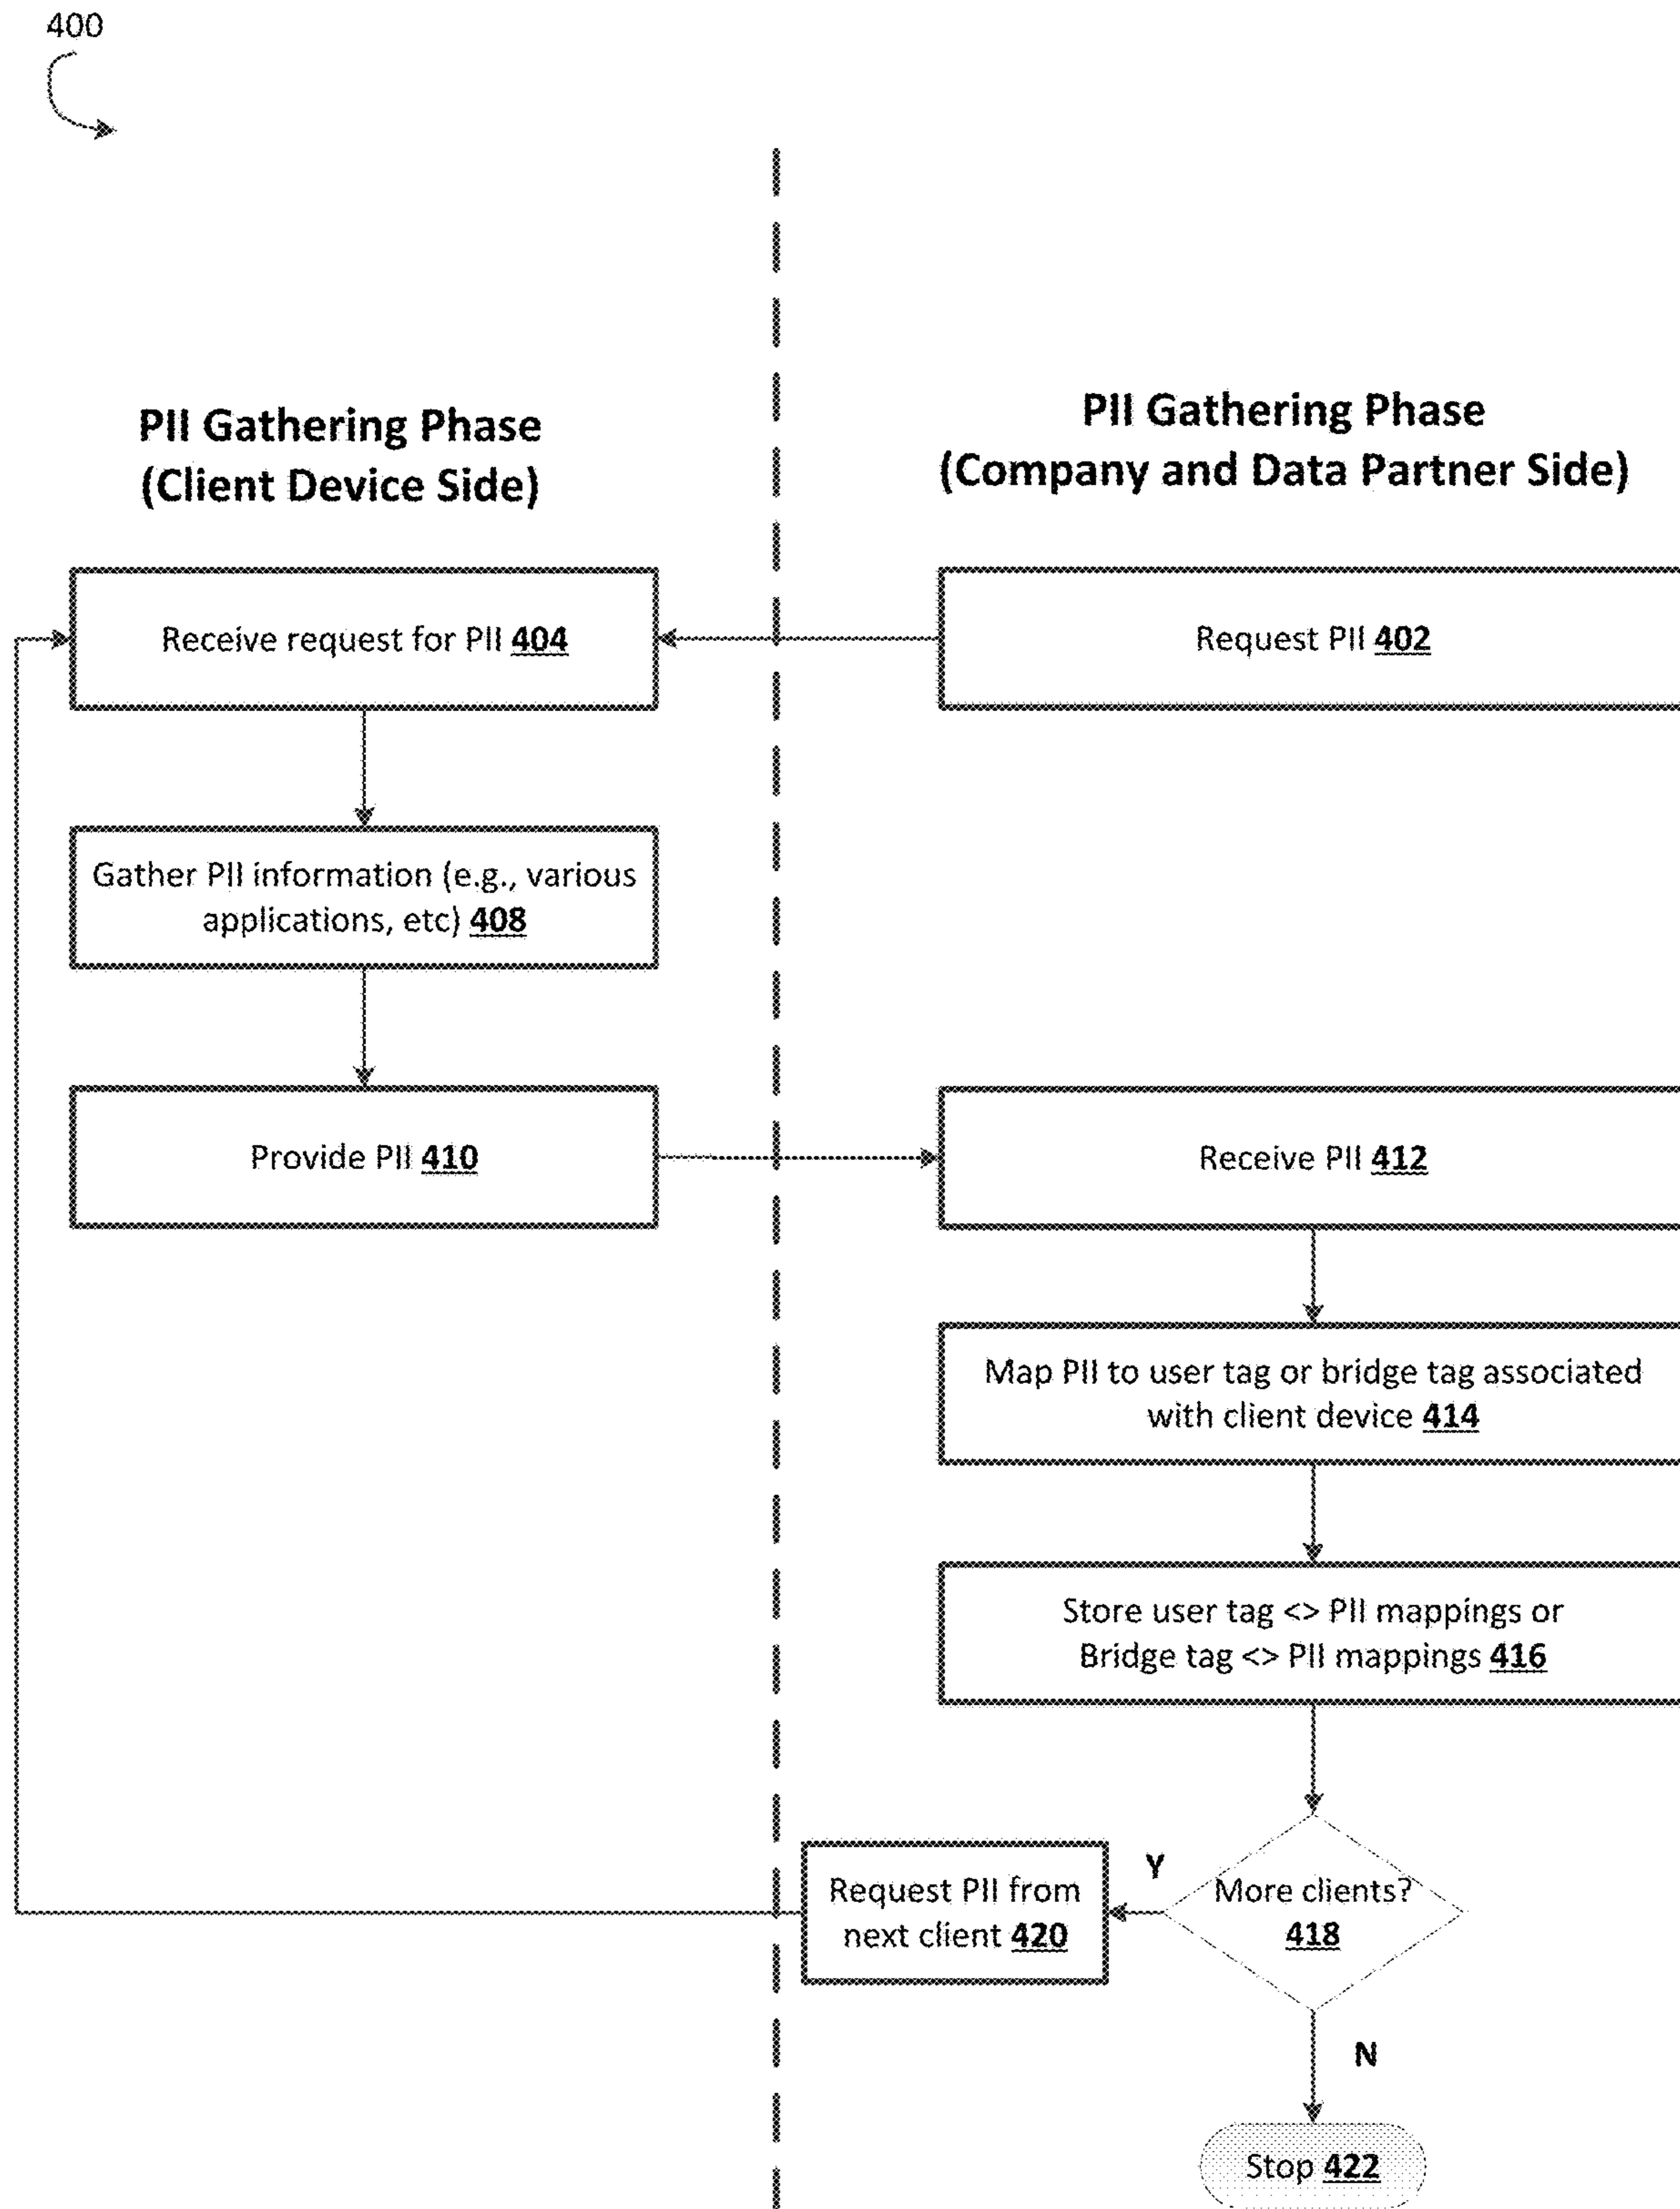 400
PII Gathering Phase
(Client Device Side)
PII Gathering Phase
(Company and Data Partner Side)
Receive request for PII 404
Request PII 402
Gather PII information (e.g., various
applications, etc) 408
Provide PII 410
Receive PII 412
Map PII to user tag or bridge tag associated
with client device 414
Store user tag <> PII mappings or
Bridge tag <> PII mappings 416
More clients?
418
Y
Request PII from
next client 420
N
Stop 422